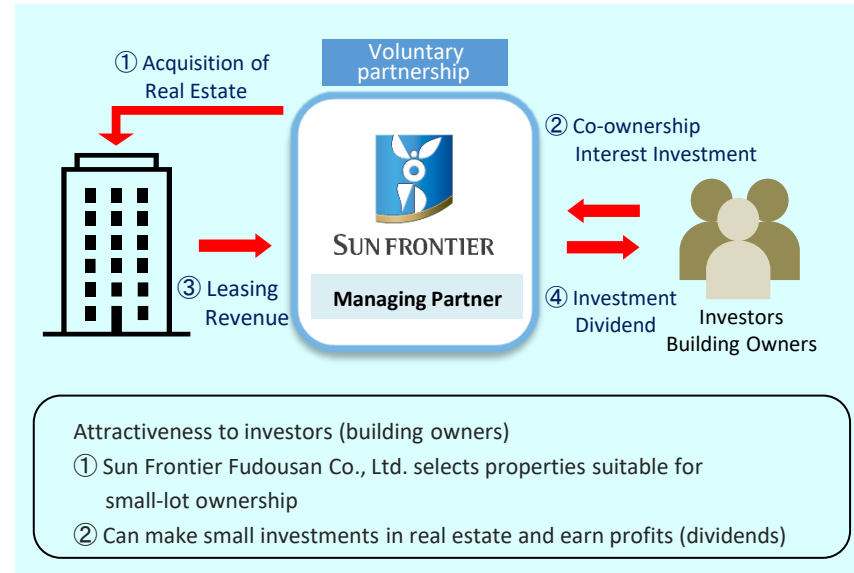 ① Acquisition of
Real Estate
Voluntary
partnership
② Co-ownership
Interest Investment
SUN FRONTIER
Managing Partner
③ Leasing
Revenue
④ Investment
Dividend
Investors
Building Owners
Attractiveness to investors (building owners)
① Sun Frontier Fudousan Co., Ltd. selects properties suitable for
small-lot ownership
② Can make small investments in real estate and earn profits (dividends)